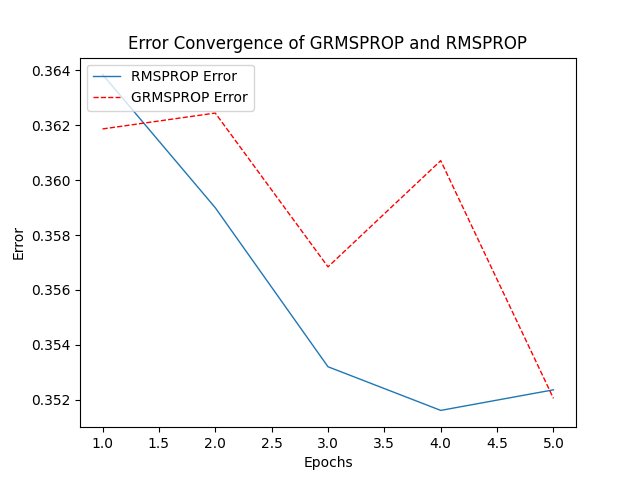 Error Convergence of GRMSPROP and RMSPROP
RMSPROP Error
GRMSPROP Error
0.364
0.362
0.360
0.358
0.356
0.354
0.352
Error
1.0 1.5 2.0 2.5 3.0 3.5 4.0 4.5 5.0
Epochs